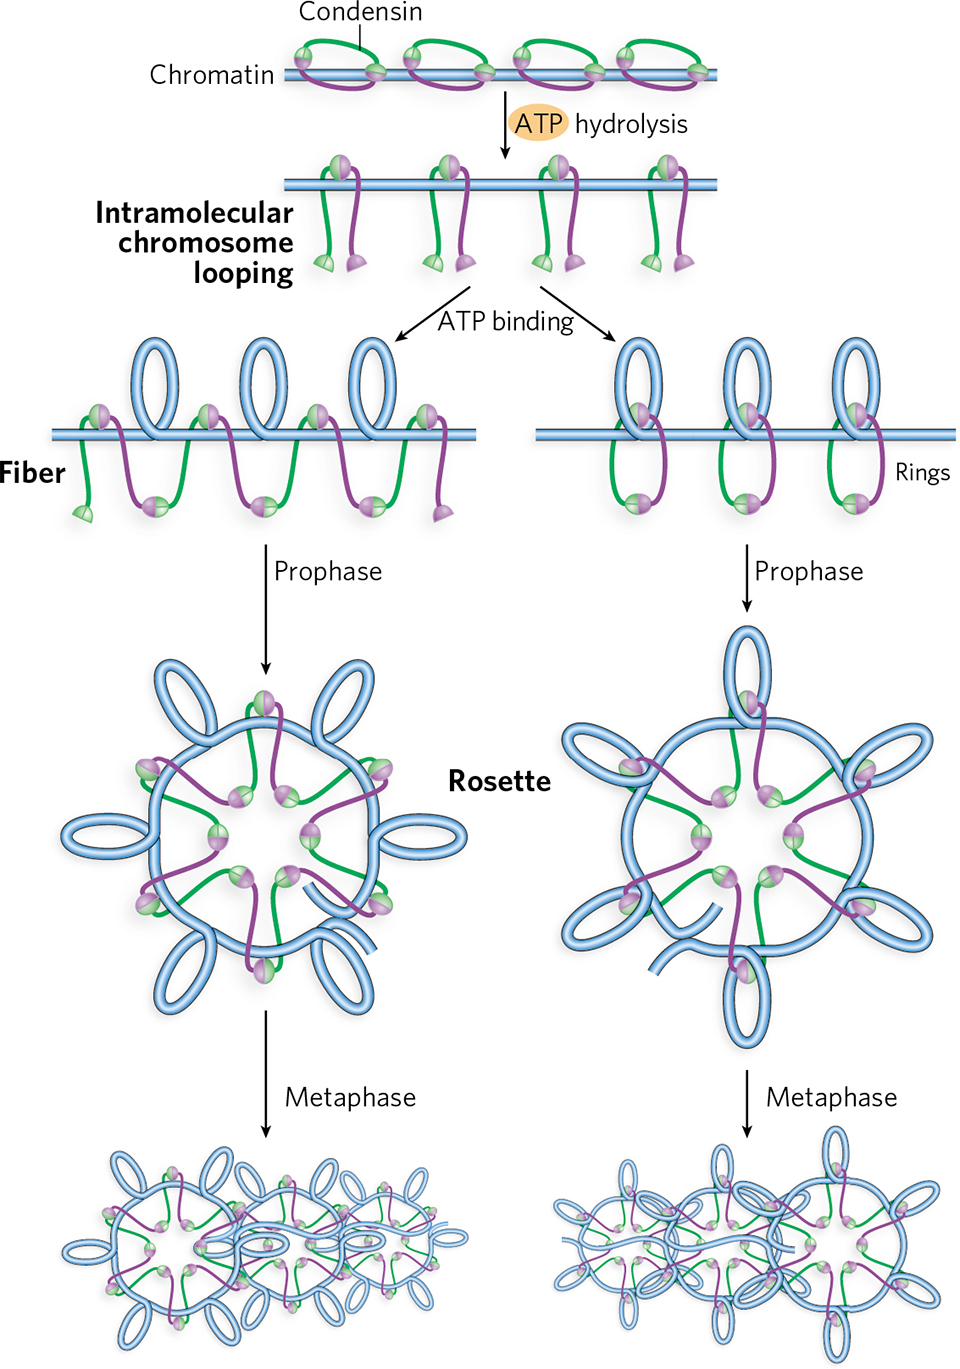 Condensin
Chromatin
ATP hydrolysis
Intramolecular
chromosome
looping
ATP binding
Fiber
Rings
Prophase
Prophase
Rosette
Metaphase
Metaphase